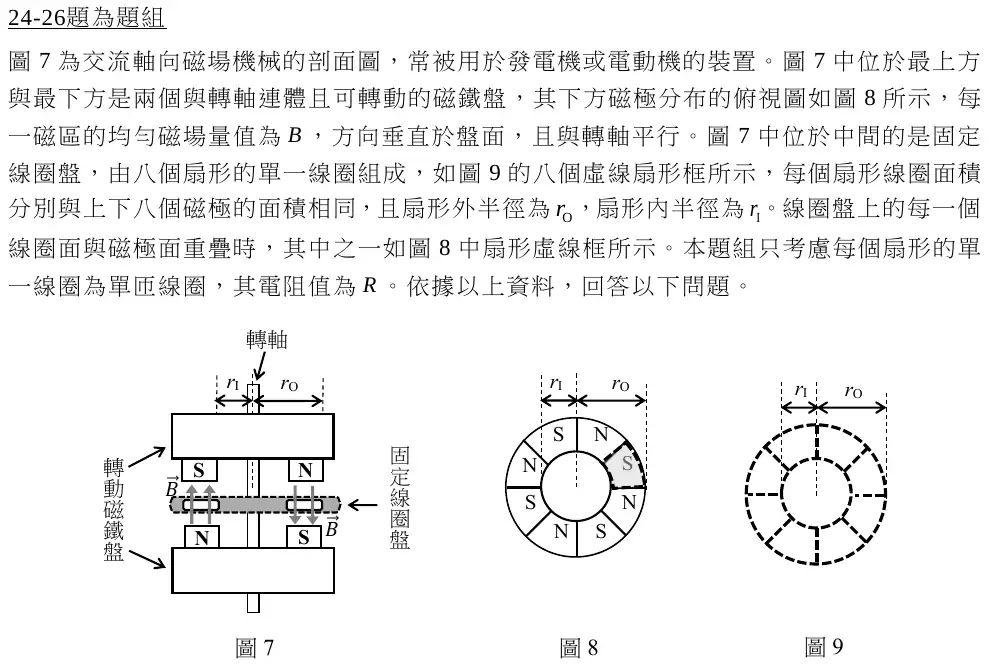 24-26題為題組
圖 7 為交流軸向磁場機械的剖面圖，常被用於發電機或電動機的裝置。圖 7 中位於最上方
與最下方是兩個與轉軸連體且可轉動的磁鐵盤，其下方磁極分布的俯視圖如圖 8 所示，每
一磁區的均勻磁場量值為 B ，方向垂直於盤面，且與轉軸平行。圖 7 中位於中間的是固定
線圈盤，由八個扇形的單一線圈組成，如圖 9 的八個虛線扇形框所示，每個扇形線圈面積
分別與上下八個磁極的面積相同，且扇形外半徑為 rO，扇形內半徑為 rI。線圈盤上的每一個
線圈面與磁極面重疊時，其中之一如圖 8 中扇形虛線框所示。本題組只考慮每個扇形的單
一線圈為單匝線圈，其電阻值為 R 。依據以上資料，回答以下問題。
轉軸
rI rO
S N
轉動磁鐵盤
B B
固定線圈盤
N S
圖 7
rI rO
S N
N S
S N
N S
圖 8
rI rO
圖 9